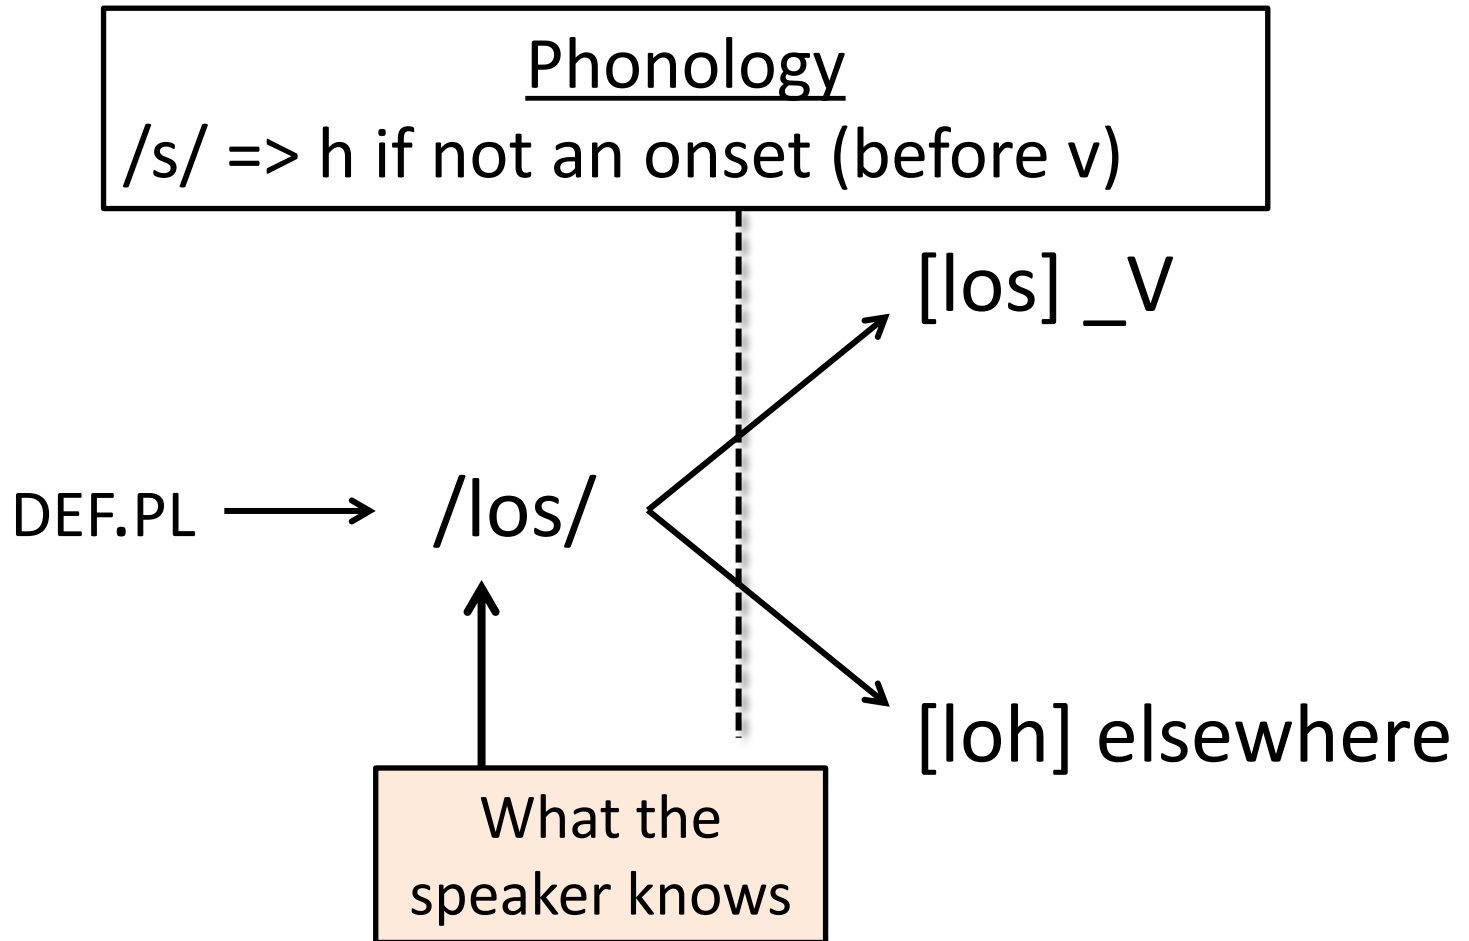 Phonology
/s/ => h if not an onset (before v)
[los] _V
DEF.PL
/los/
[loh] elsewhere
What the
speaker knows